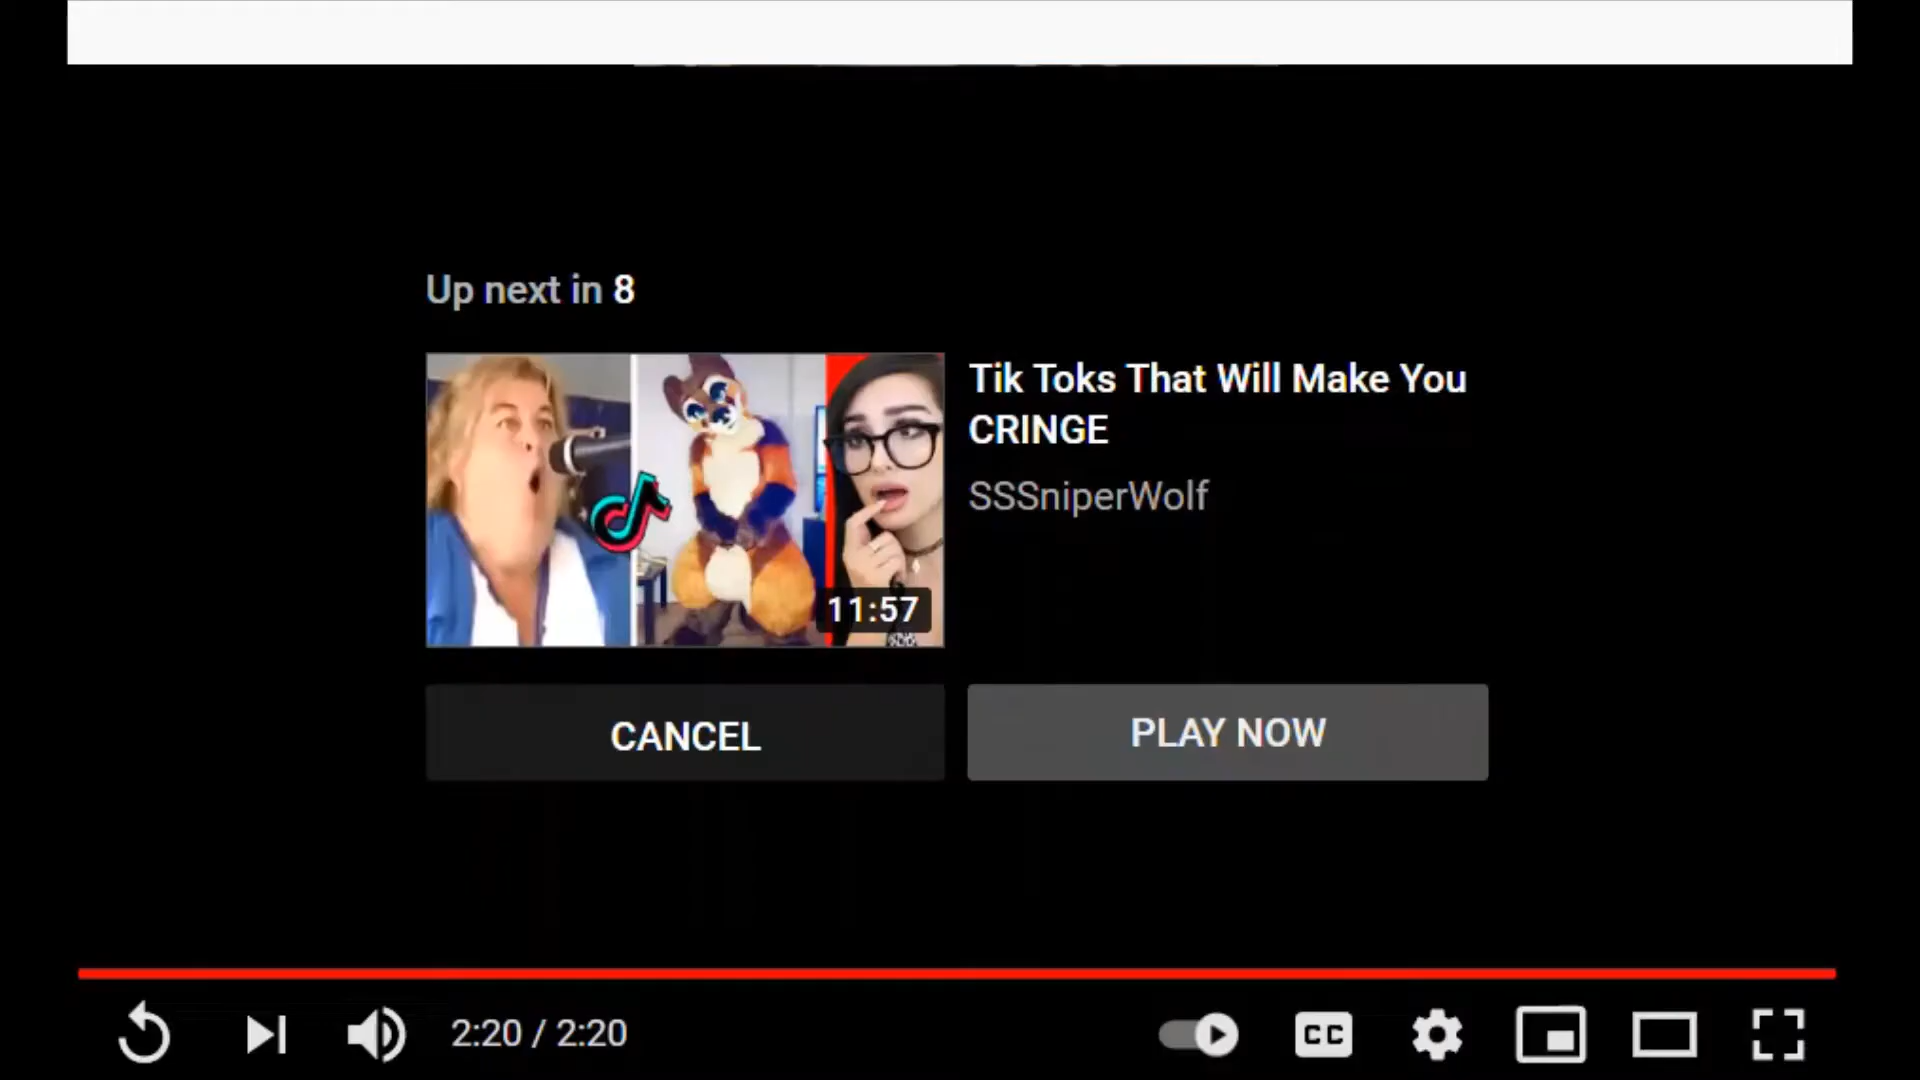 Up next in 8
Tik Toks That Will Make You
CRINGE
SSSniperWolf
11:57
CANCEL
PLAY NOW
2:20 / 2:20
CC